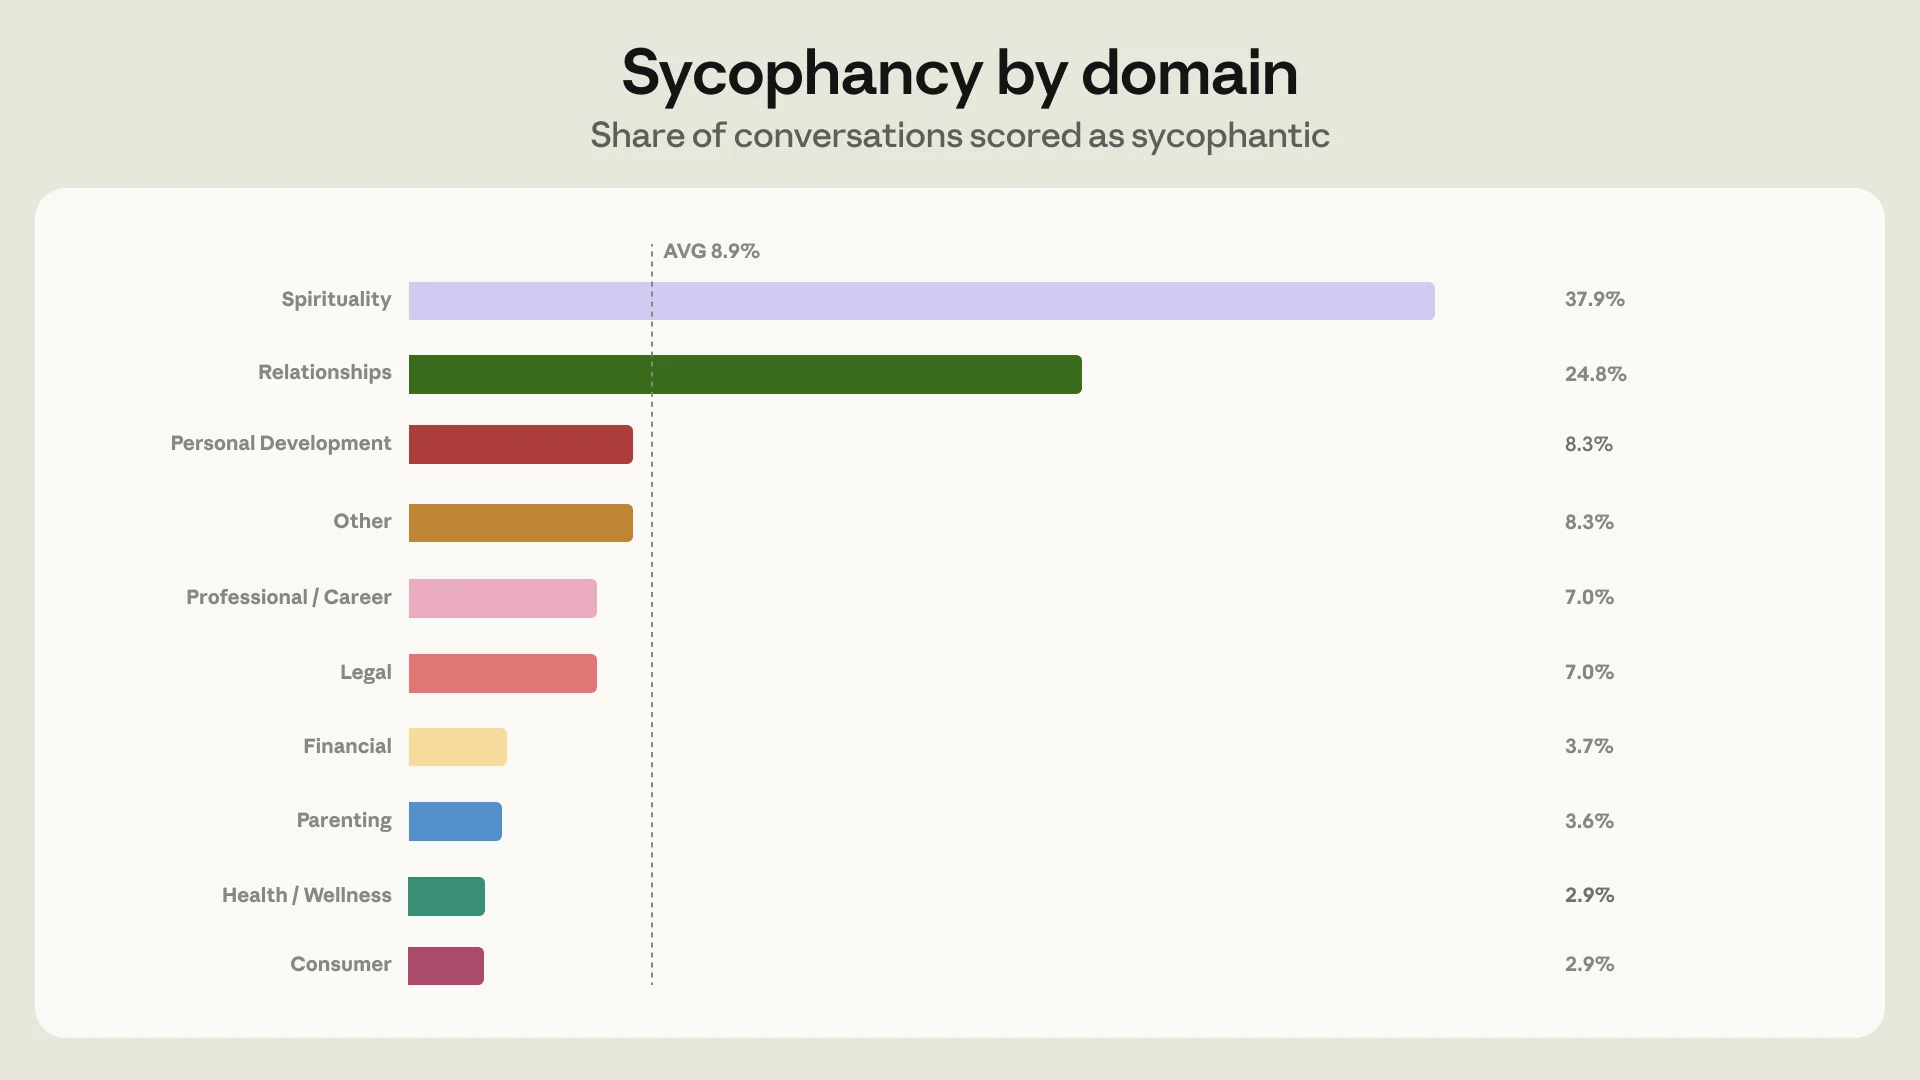 Sycophancy by domain
Share of conversations scored as sycophantic
AVG 8.9%
Spirituality 37.9%
Relationships 24.8%
Personal Development 8.3%
Other 8.3%
Professional / Career 7.0%
Legal 7.0%
Financial 3.7%
Parenting 3.6%
Health / Wellness 2.9%
Consumer 2.9%